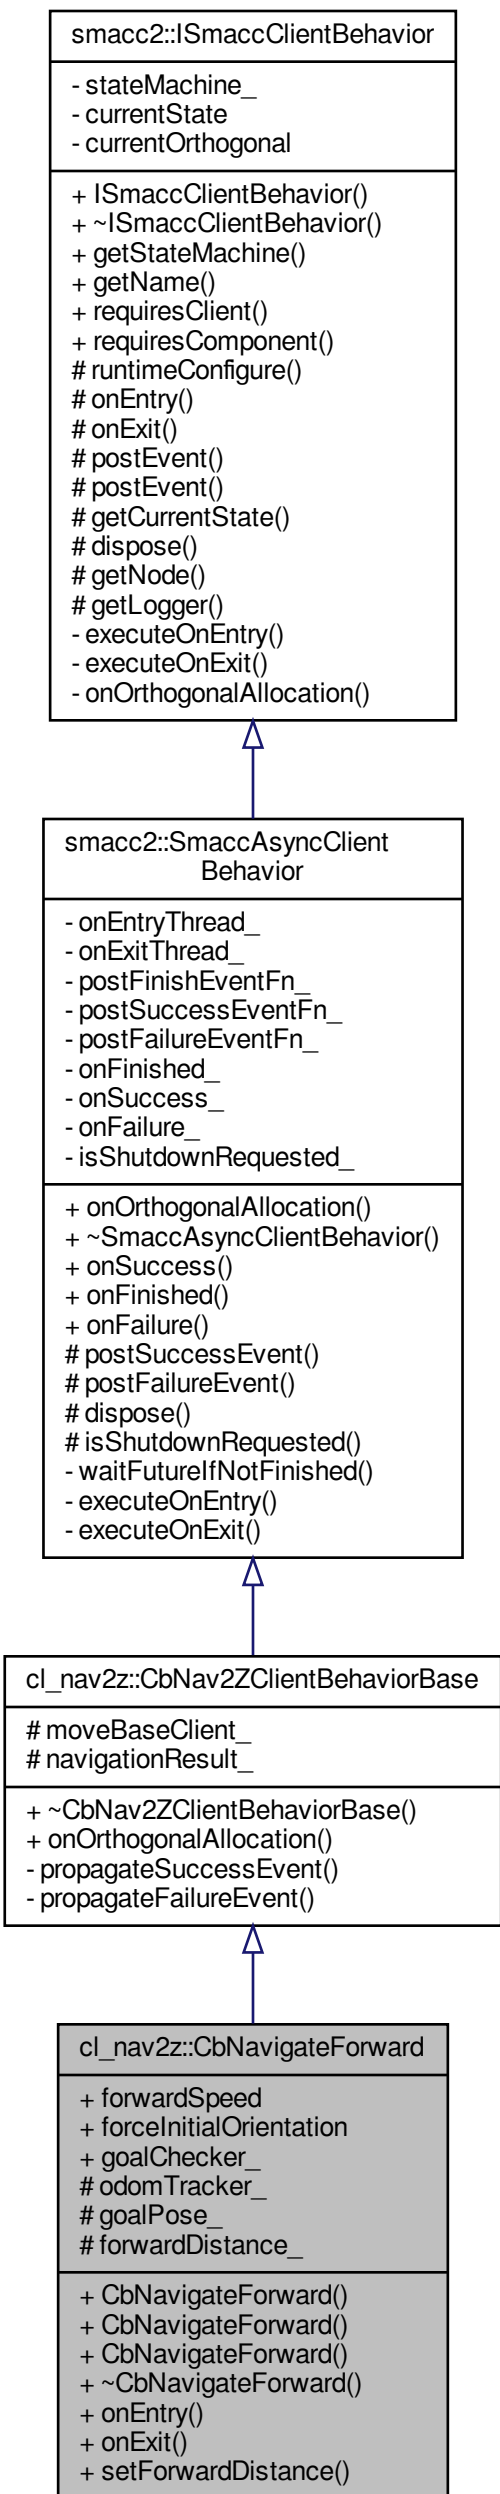 smacc2::ISmaccClientBehavior
- stateMachine_
- currentState
- currentOrthogonal
+ ISmaccClientBehavior()
+ ~ISmaccClientBehavior()
+ getStateMachine()
+ getName()
+ requiresClient()
+ requiresComponent()
# runtimeConfigure()
# onEntry()
# onExit()
# postEvent()
# postEvent()
# getCurrentState()
# dispose()
# getNode()
# getLogger()
- executeOnEntry()
- executeOnExit()
- onOrthogonalAllocation()
smacc2::SmaccAsyncClient
Behavior
- onEntryThread_
- onExitThread_
- postFinishEventFn_
- postSuccessEventFn_
- postFailureEventFn_
- onFinished_
- onSuccess_
- onFailure_
- isShutdownRequested_
+ onOrthogonalAllocation()
+ ~SmaccAsyncClientBehavior()
+ onSuccess()
+ onFinished()
+ onFailure()
# postSuccessEvent()
# postFailureEvent()
# dispose()
# isShutdownRequested()
- waitFutureIfNotFinished()
- executeOnEntry()
- executeOnExit()
cl_nav2z::CbNav2ZClientBehaviorBase
# moveBaseClient_
# navigationResult_
+ ~CbNav2ZClientBehaviorBase()
+ onOrthogonalAllocation()
- propagateSuccessEvent()
- propagateFailureEvent()
cl_nav2z::CbNavigateForward
+ forwardSpeed
+ forceInitialOrientation
+ goalChecker_
# odomTracker_
# goalPose_
# forwardDistance_
+ CbNavigateForward()
+ CbNavigateForward()
+ CbNavigateForward()
+ ~CbNavigateForward()
+ onEntry()
+ onExit()
+ setForwardDistance()